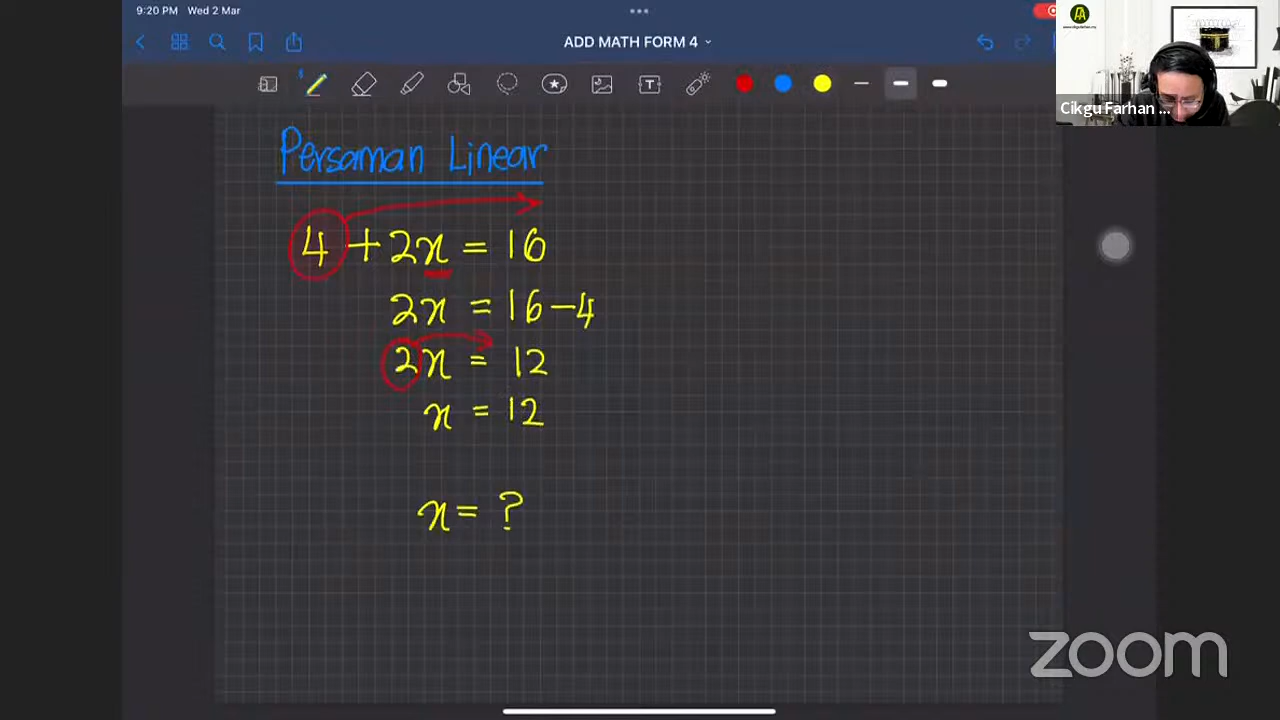 9:20 PM Wed 2 Mar
ADD MATH FORM 4
Cikgu Farhan ...
Persaman Linear
4 + 2x = 16
2x = 16 - 4
2x = 12
x = 12
x = ?
zoom